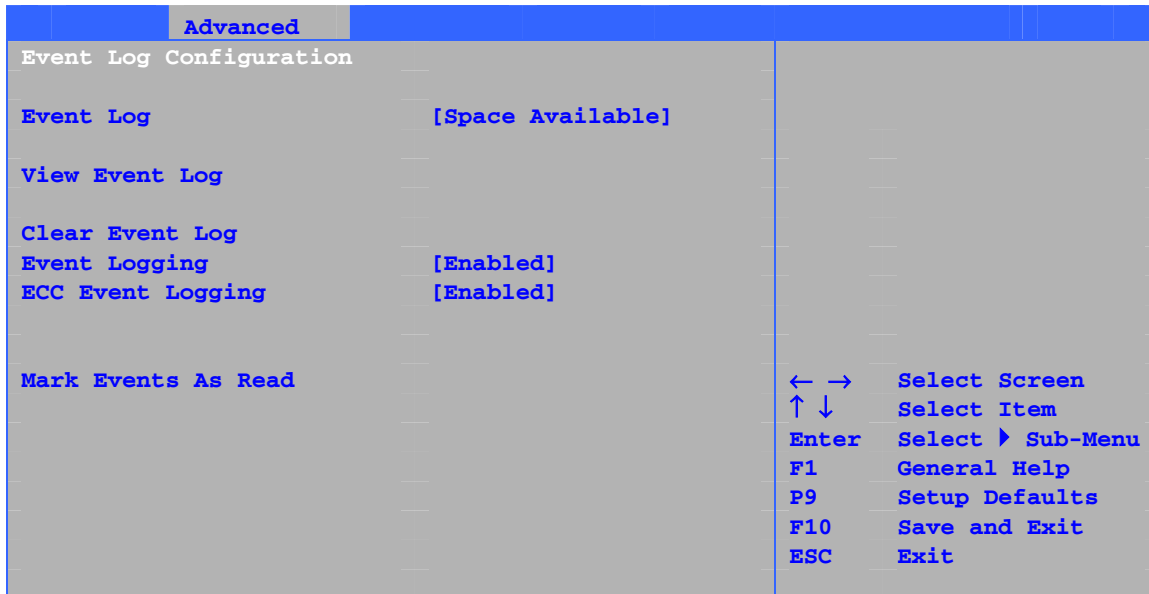 Advanced
Event Log Configuration
Event Log [Space Available]
View Event Log
Clear Event Log
Event Logging [Enabled]
ECC Event Logging [Enabled]
Mark Events As Read
← → Select Screen
↑ ↓ Select Item
Enter Select ▶ Sub-Menu
F1 General Help
P9 Setup Defaults
F10 Save and Exit
ESC Exit